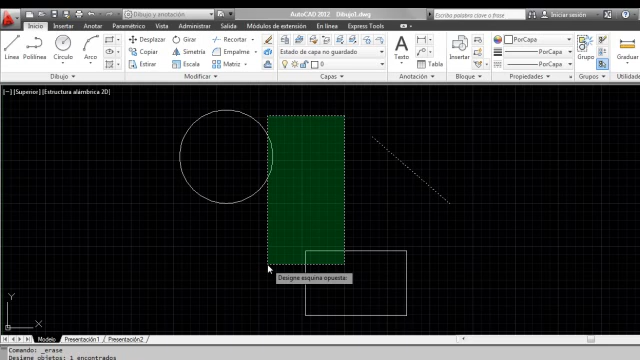 Dibujo y anotación
AutoCAD 2012 Dibujo1.dwg
Escriba palabra clave o frase
Iniciar sesión
Inicio Insertar Anotar Paramétrico Vista Administrar Salida Módulos de extensión En línea Express Tools
Línea Polilínea Círculo Arco
Desplazar Girar Recortar
Copiar Simetría Empalme
Estirar Escala Matriz
Estado de capa no guardado
0
Texto
Tabla
Insertar
PorCapa
PorCapa
PorCapa
Grupo
Graduar
Dibujo Modificar Capas Anotación Bloque Propiedades Grupos Utilidade
[−] [Superior] [Estructura alámbrica 2D]
Designe esquina opuesta:
Y
X
Modelo Presentación1 Presentación2
Comando: _erase
Designe objetos: 1 encontrados